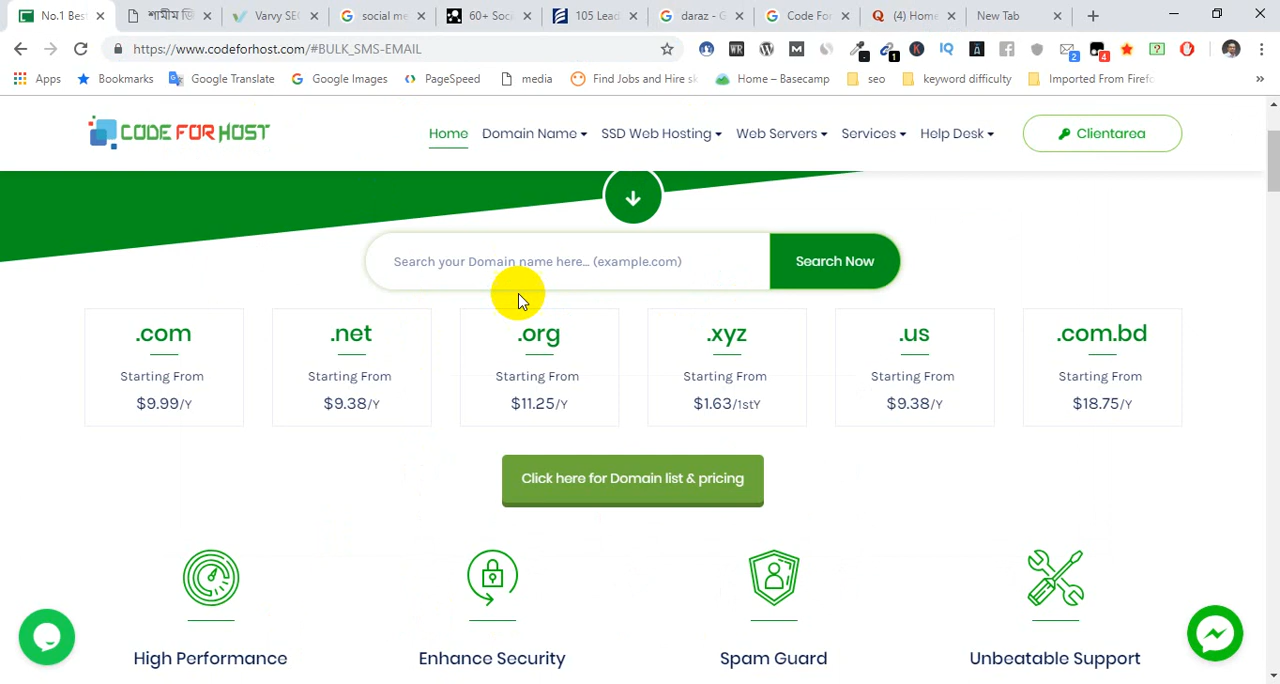 No.1 Bes
শামীম ডি
Varvy SE
social me
60+ Soc
105 Lead
daraz - G
Code For
(4) Home
New Tab
https://www.codeforhost.com/#BULK_SMS-EMAIL
Apps
Bookmarks
Google Translate
Google Images
PageSpeed
media
Find Jobs and Hire sk
Home – Basecamp
seo
keyword difficulty
Imported From Firefo
CODE FOR HOST
Home
Domain Name
SSD Web Hosting
Web Servers
Services
Help Desk
Clientarea
Search your Domain name here... (example.com)
Search Now
.com
.net
.org
.xyz
.us
.com.bd
Starting From
Starting From
Starting From
Starting From
Starting From
Starting From
$9.99/Y
$9.38/Y
$11.25/Y
$1.63/1stY
$9.38/Y
$18.75/Y
Click here for Domain list & pricing
High Performance
Enhance Security
Spam Guard
Unbeatable Support